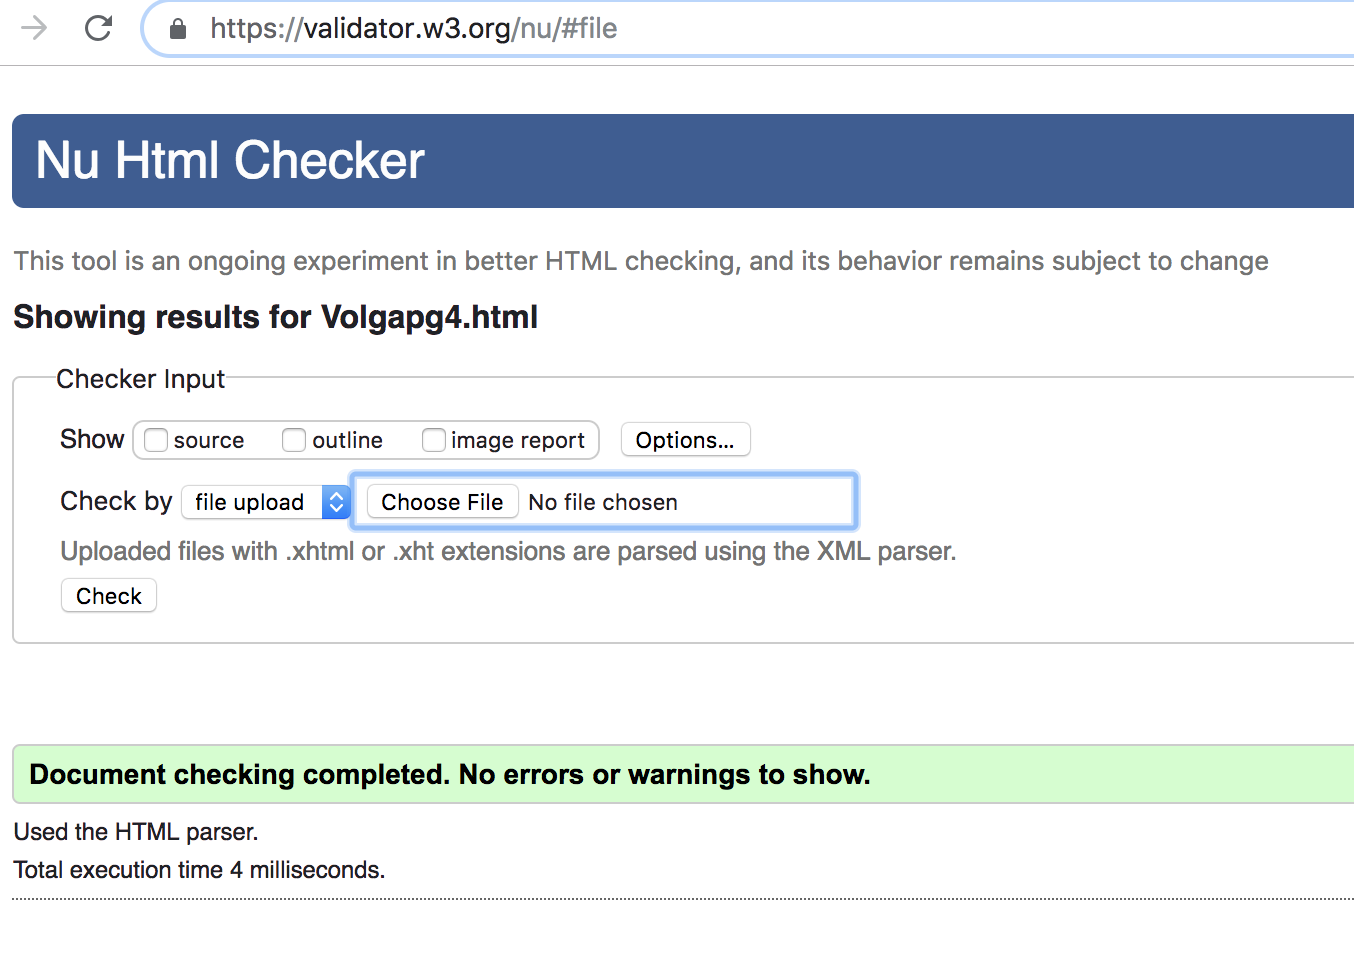 https://validator.w3.org/nu/#file
Nu Html Checker
This tool is an ongoing experiment in better HTML checking, and its behavior remains subject to change
Showing results for Volgapg4.html
Checker Input
Show source outline image report Options...
Check by file upload Choose File No file chosen
Uploaded files with .xhtml or .xht extensions are parsed using the XML parser.
Check
Document checking completed. No errors or warnings to show.
Used the HTML parser.
Total execution time 4 milliseconds.